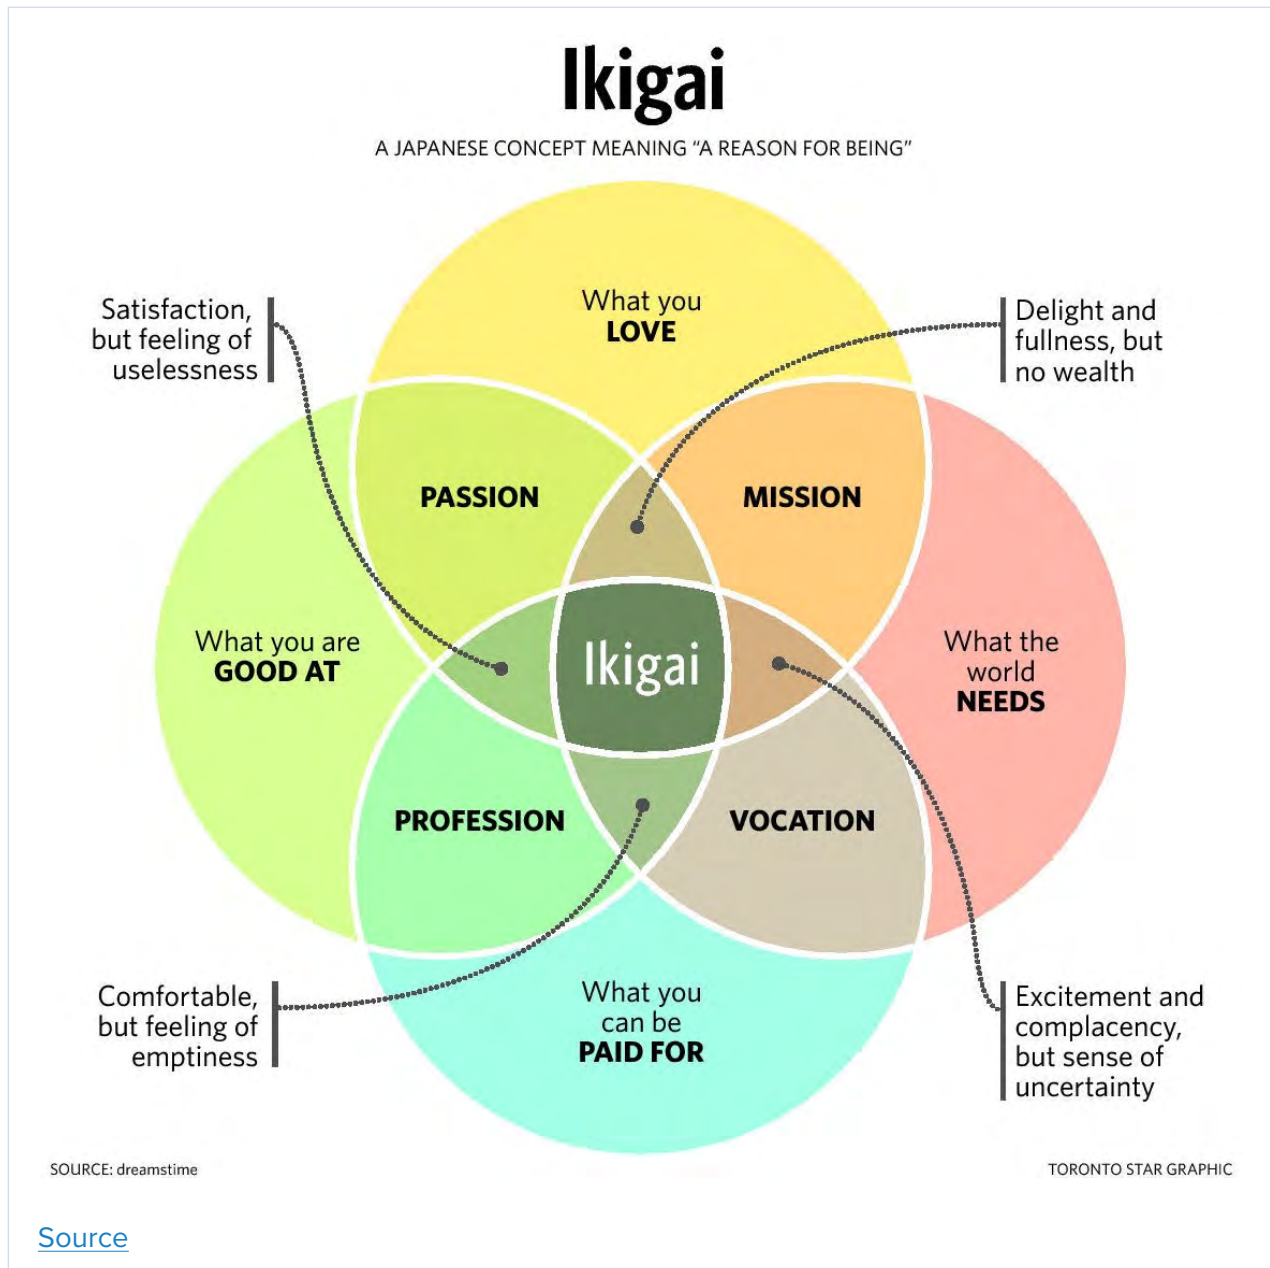 Ikigai
A JAPANESE CONCEPT MEANING “A REASON FOR BEING”
What you
LOVE
Satisfaction,
but feeling of
uselessness
Delight and
fullness, but
no wealth
PASSION
MISSION
What you are
GOOD AT
Ikigai
What the
world
NEEDS
PROFESSION
VOCATION
What you
can be
PAID FOR
Comfortable,
but feeling of
emptiness
Excitement and
complacency,
but sense of
uncertainty
SOURCE: dreamstime
TORONTO STAR GRAPHIC
Source